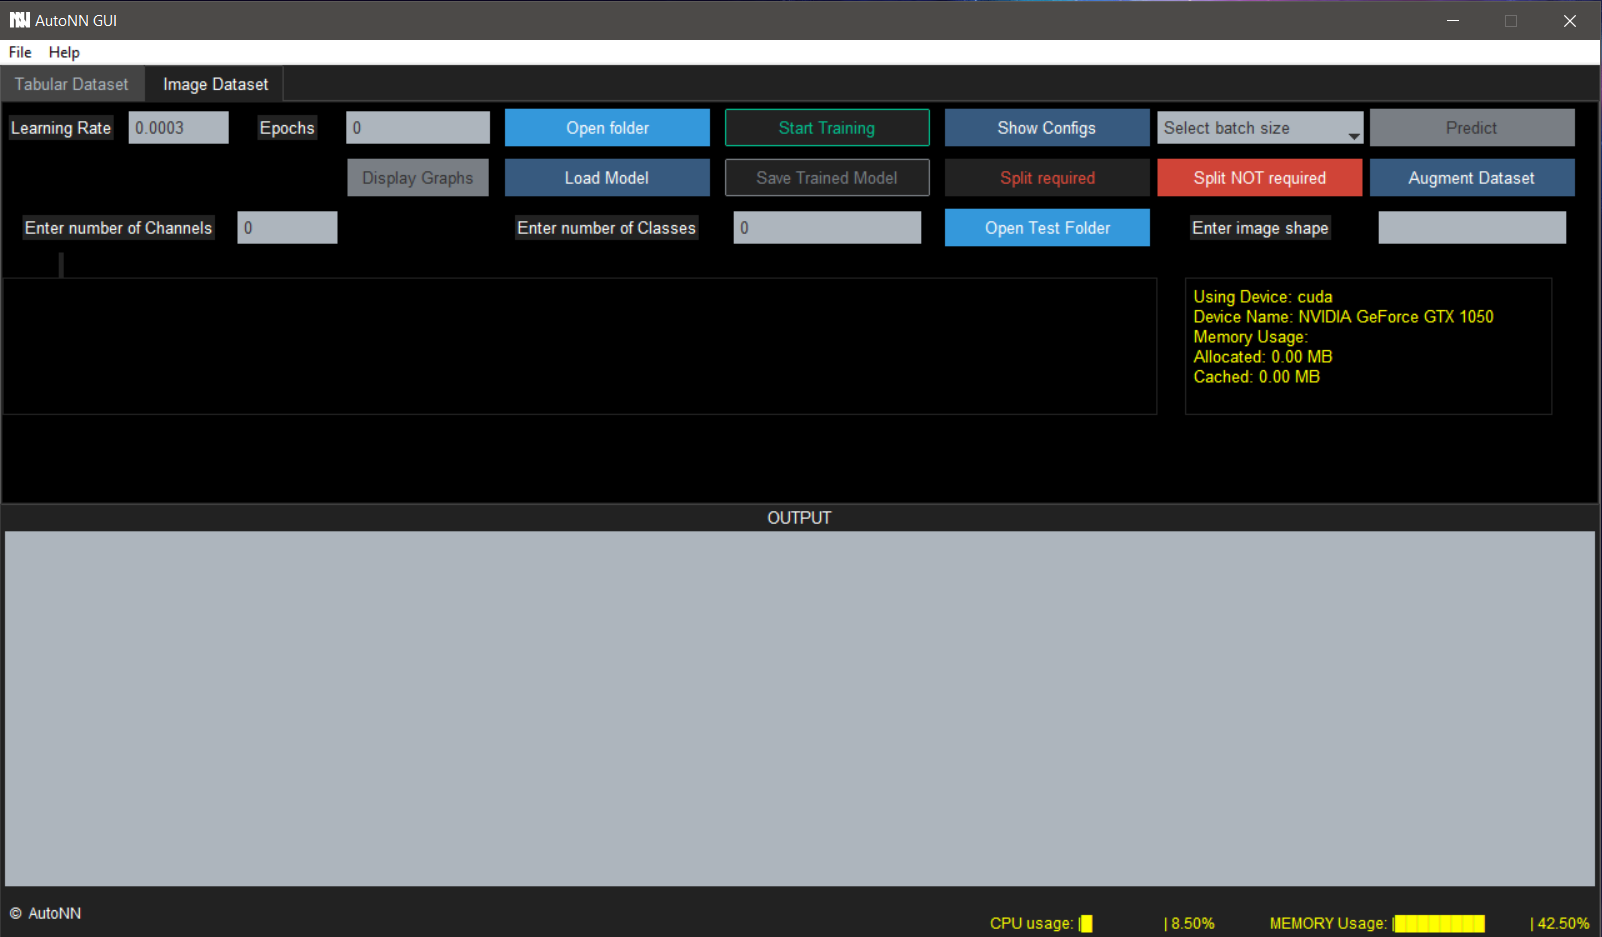 AutoNN GUI
File Help
Tabular Dataset Image Dataset
Learning Rate 0.0003 Epochs 0 Open folder Start Training Show Configs Select batch size Predict
Display Graphs Load Model Save Trained Model Split required Split NOT required Augment Dataset
Enter number of Channels 0 Enter number of Classes 0 Open Test Folder Enter image shape
Using Device: cuda
Device Name: NVIDIA GeForce GTX 1050
Memory Usage:
Allocated: 0.00 MB
Cached: 0.00 MB
OUTPUT
© AutoNN
CPU usage: | | 8.50% MEMORY Usage: | | 42.50%